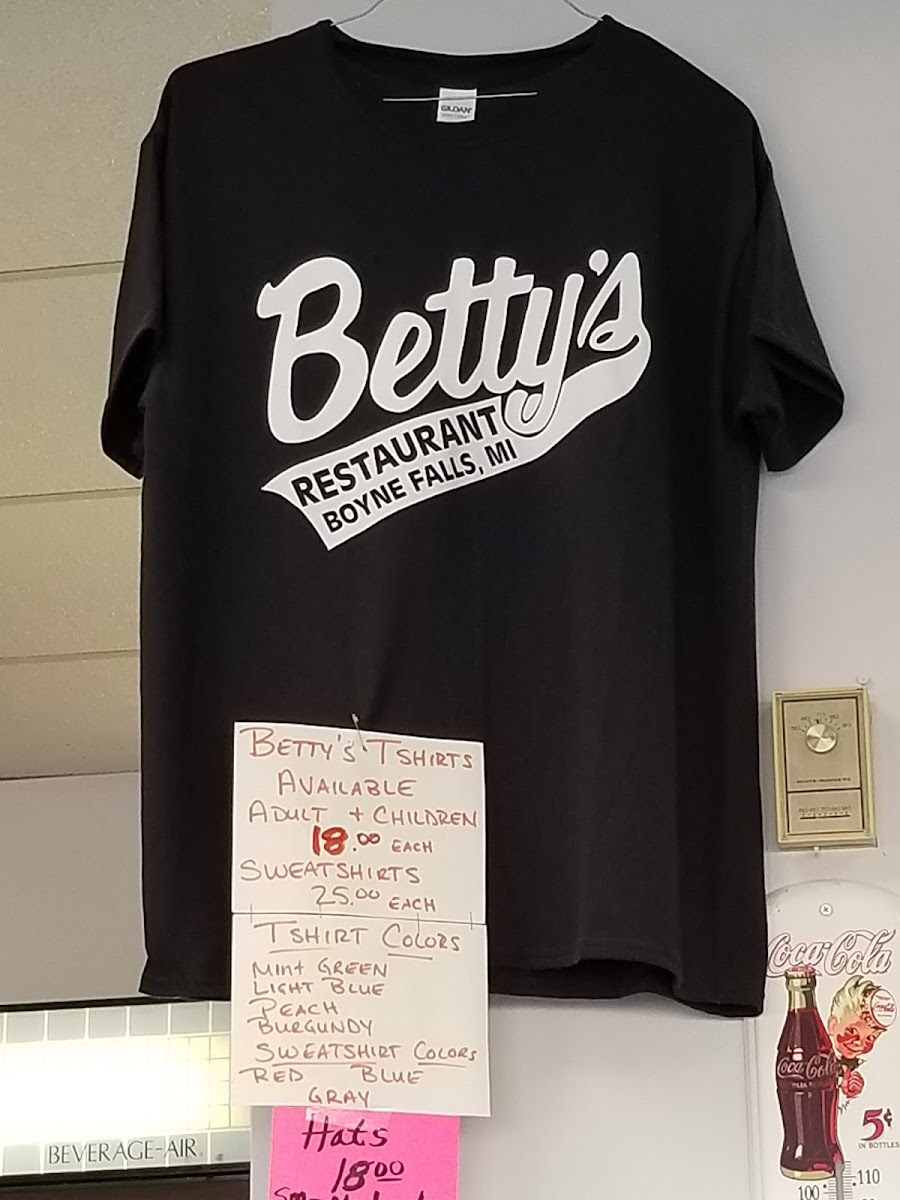 GILDAN
Betty's
RESTAURANT
BOYNE FALLS, MI
BETTY'S TSHIRTS
AVAILABLE
ADULT + CHILDREN
18.00 EACH
SWEATSHIRTS
25.00 EACH
TSHIRT COLORS
MINT GREEN
LIGHT BLUE
PEACH
BURGUNDY
SWEATSHIRT COLORS
RED BLUE
GRAY
Hats
18.00
BEVERAGE-AIR
Coca-Cola
Coca-Cola
Coca-Cola
5¢
IN BOTTLES
100 110